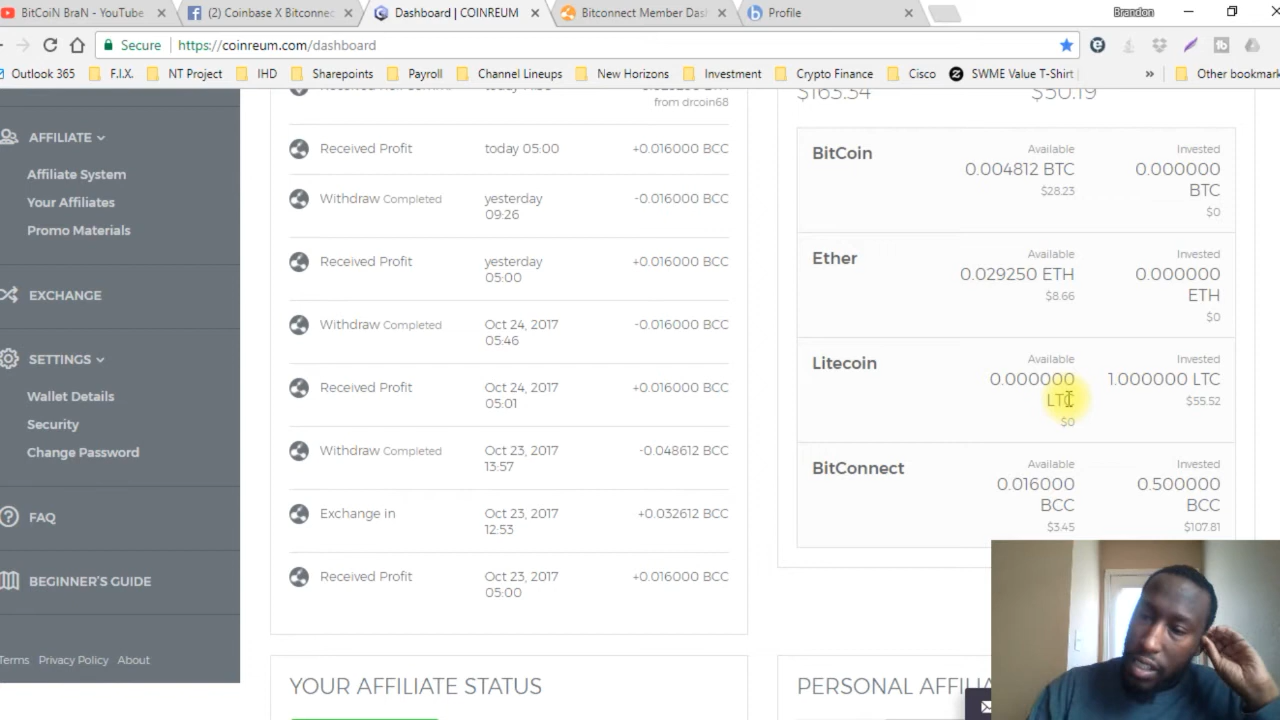 BitCoiN BraN - YouTube
(2) Coinbase X Bitconnec
Dashboard | COINREUM
Bitconnect Member Das
Profile
Brandon
Secure
https://coinreum.com/dashboard
Outlook 365
F.I.X.
NT Project
IHD
Sharepoints
Payroll
Channel Lineups
New Horizons
Investment
Crypto Finance
Cisco
SWME Value T-Shirt
»
Other bookmar
AFFILIATE
Affiliate System
Your Affiliates
Promo Materials
EXCHANGE
SETTINGS
Wallet Details
Security
Change Password
FAQ
BEGINNER'S GUIDE
Terms Privacy Policy About
from drcoin68
Received Profit today 05:00 +0.016000 BCC
Withdraw Completed yesterday -0.016000 BCC
09:26
Received Profit yesterday +0.016000 BCC
05:00
Withdraw Completed Oct 24, 2017 -0.016000 BCC
05:46
Received Profit Oct 24, 2017 +0.016000 BCC
05:01
Withdraw Completed Oct 23, 2017 -0.048612 BCC
13:57
Exchange in Oct 23, 2017 +0.032612 BCC
12:53
Received Profit Oct 23, 2017 +0.016000 BCC
05:00
YOUR AFFILIATE STATUS
$163.54 $50.19
BitCoin Available Invested
0.004812 BTC 0.000000
$28.23 BTC
$0
Ether Available Invested
0.029250 ETH 0.000000
$8.66 ETH
$0
Litecoin Available Invested
0.000000 1.000000 LTC
LTC $55.52
$0
BitConnect Available Invested
0.016000 0.500000
BCC BCC
$3.45 $107.81
PERSONAL AFFILI